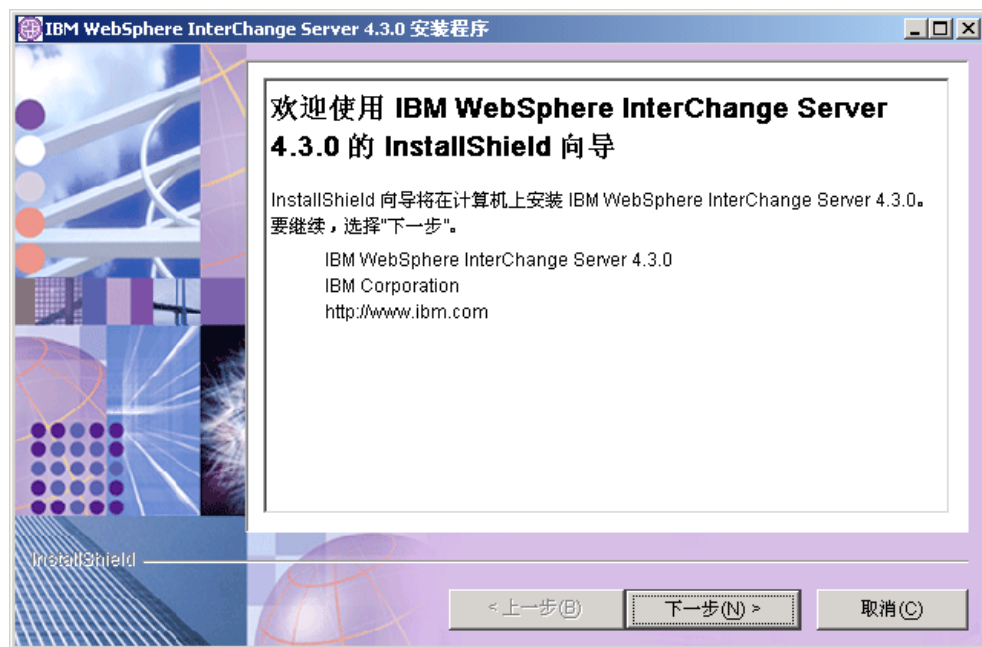 IBM WebSphere InterChange Server 4.3.0 安装程序
欢迎使用 IBM WebSphere InterChange Server
4.3.0 的 InstallShield 向导
InstallShield 向导将在计算机上安装 IBM WebSphere InterChange Server 4.3.0。
要继续，选择"下一步"。
IBM WebSphere InterChange Server 4.3.0
IBM Corporation
http://www.ibm.com
InstallShield
< 上一步(B)
下一步(N) >
取消(C)